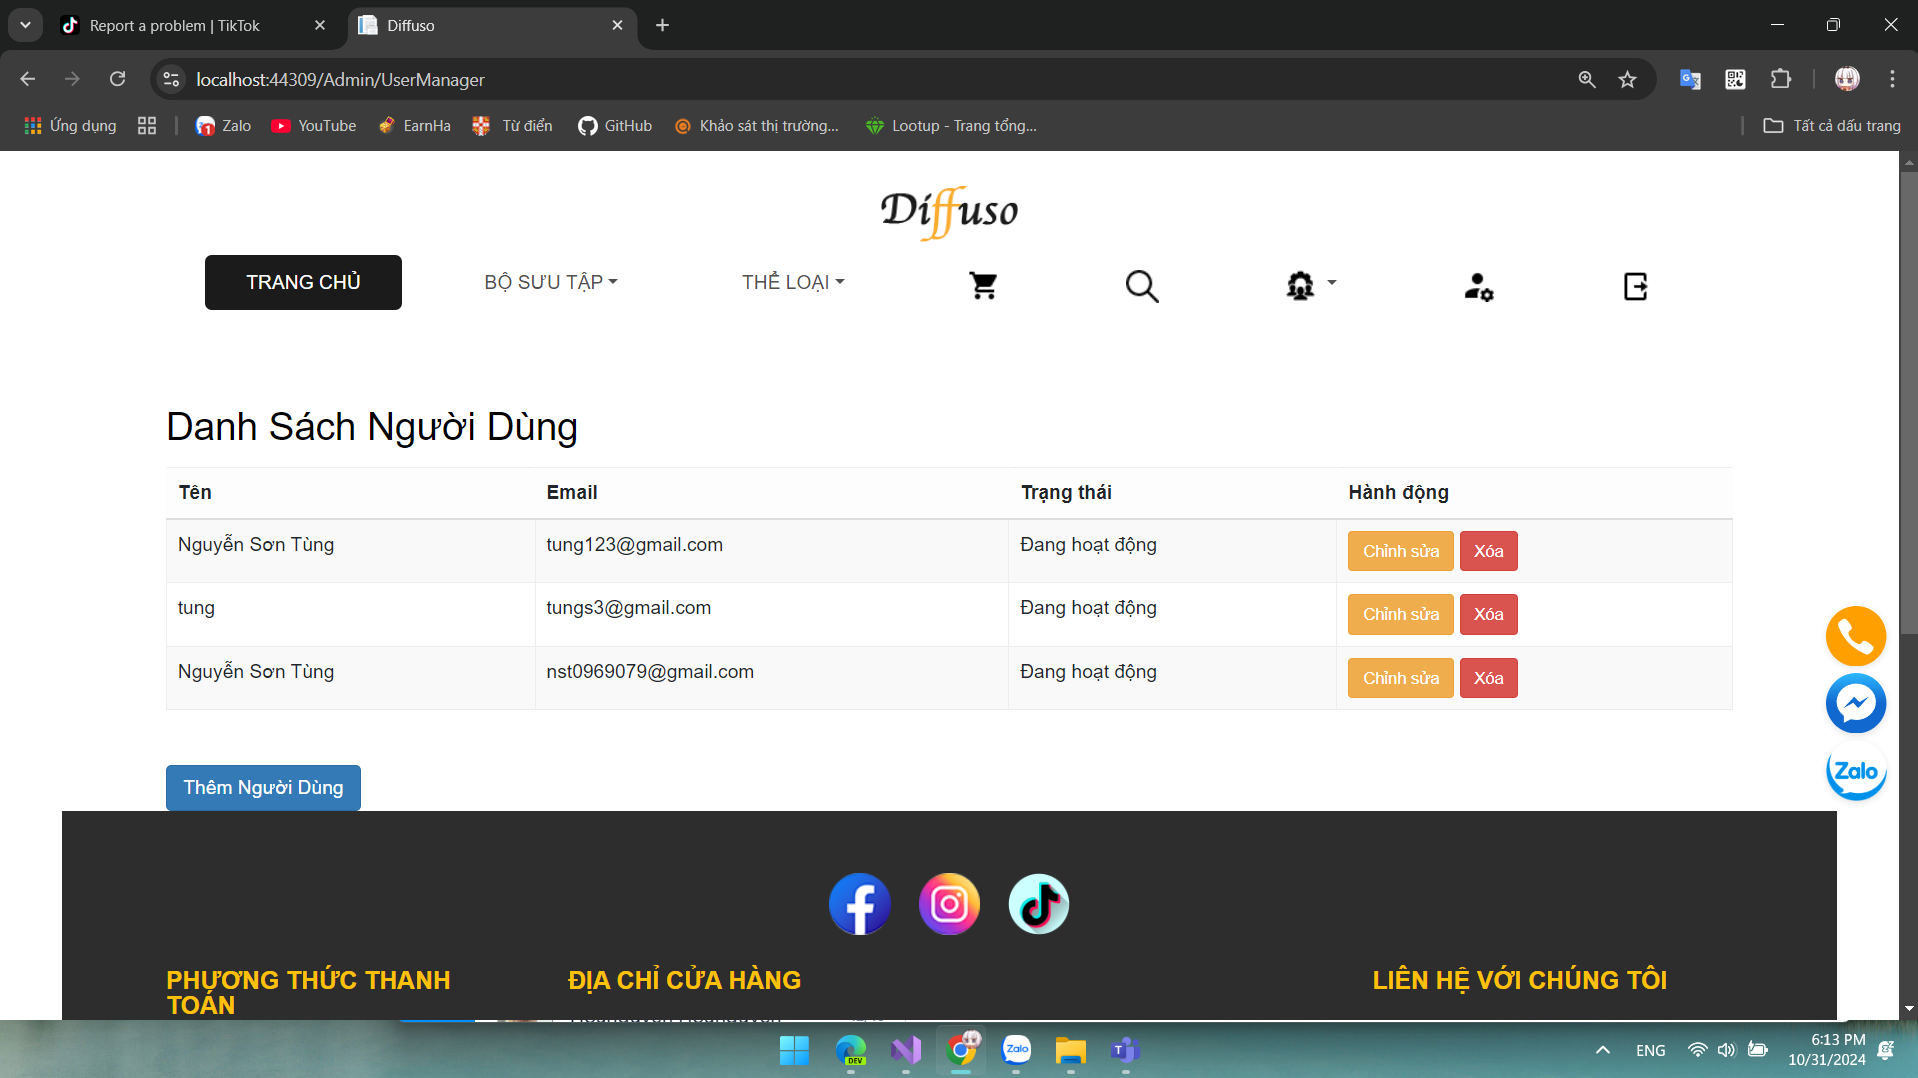 Report a problem | TikTok
Diffuso
localhost:44309/Admin/UserManager
Ứng dụng
Zalo
YouTube
EarnHa
Từ điển
GitHub
Khảo sát thị trường...
Lootup - Trang tổng...
Tất cả dấu trang
Diffuso
TRANG CHỦ
BỘ SƯU TẬP
THỂ LOẠI
Danh Sách Người Dùng
Tên Email Trạng thái Hành động
Nguyễn Sơn Tùng tung123@gmail.com Đang hoạt động Chỉnh sửa Xóa
tung tungs3@gmail.com Đang hoạt động Chỉnh sửa Xóa
Nguyễn Sơn Tùng nst0969079@gmail.com Đang hoạt động Chỉnh sửa Xóa
Zalo
Thêm Người Dùng
PHƯƠNG THỨC THANH
TOÁN
ĐỊA CHỈ CỬA HÀNG
LIÊN HỆ VỚI CHÚNG TÔI
DEV
Zalo
ENG
6:13 PM
10/31/2024